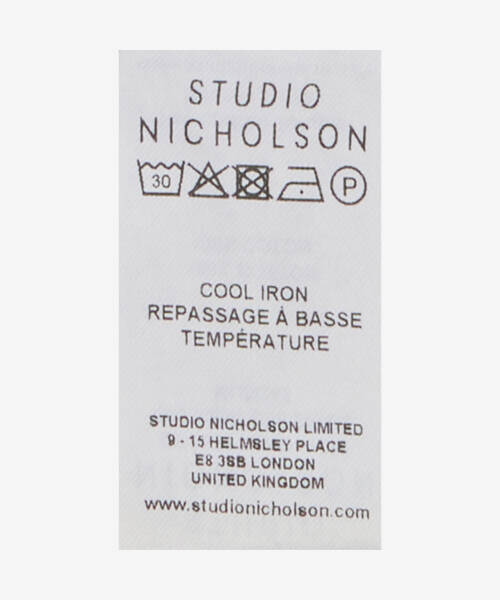 STUDIO
NICHOLSON
30 P
COOL IRON
REPASSAGE À BASSE
TEMPÉRATURE
STUDIO NICHOLSON LIMITED
9 - 15 HELMSLEY PLACE
E8 3SB LONDON
UNITED KINGDOM
www.studionicholson.com